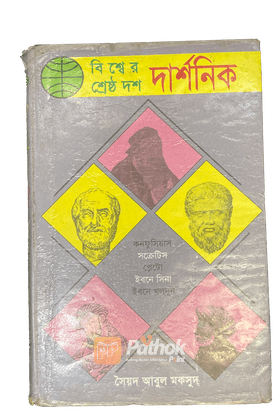 বিশ্বের
শ্রেষ্ঠ দশ
দার্শনিক
কনফুসিয়াস
সক্রেটিস
প্লেটো
ইবনে সিনা
ইবনে খলদুন
Pathok
সৈয়দ আবুল মকসুদ